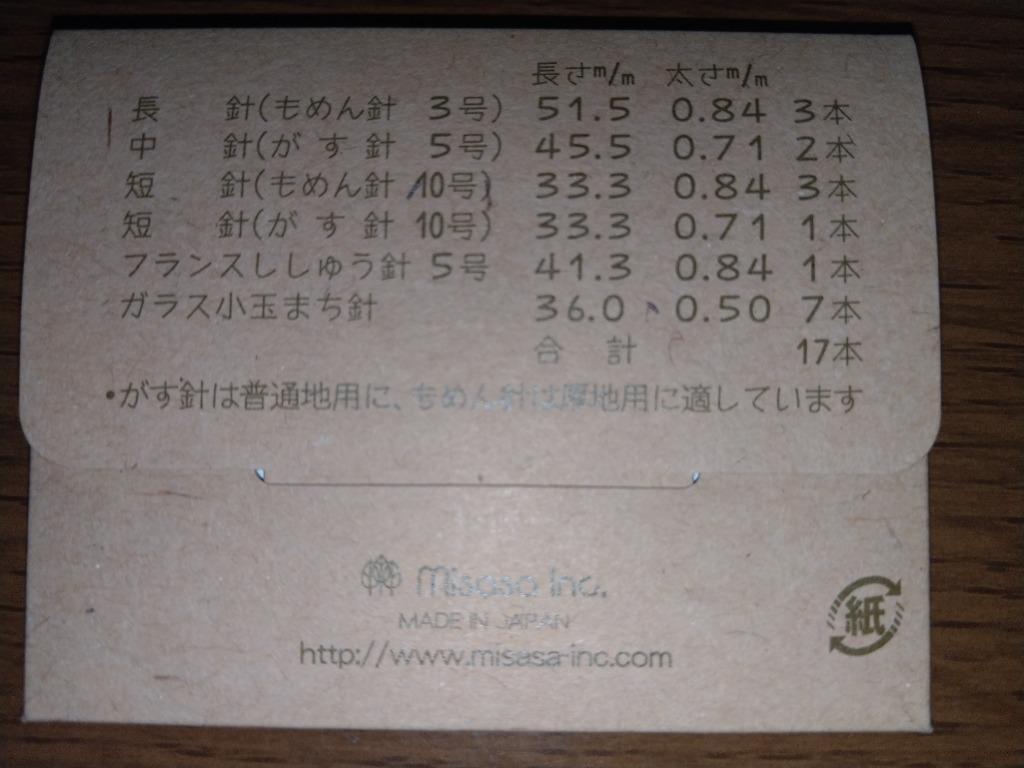 長さm/m 太さm/m
長 針(もめん針 3号) 51.5 0.84 3本
中 針(がす針 5号) 45.5 0.71 2本
短 針(もめん針 10号) 33.3 0.84 3本
短 針(がす針 10号) 33.3 0.71 1本
フランスししゅう針 5号 41.3 0.84 1本
ガラス小玉まち針 36.0 0.50 7本
合計 17本
•がす針は普通地用に、もめん針は厚地用に適しています
misasa Inc.
MADE IN JAPAN
http://www.misasa-inc.com
紙